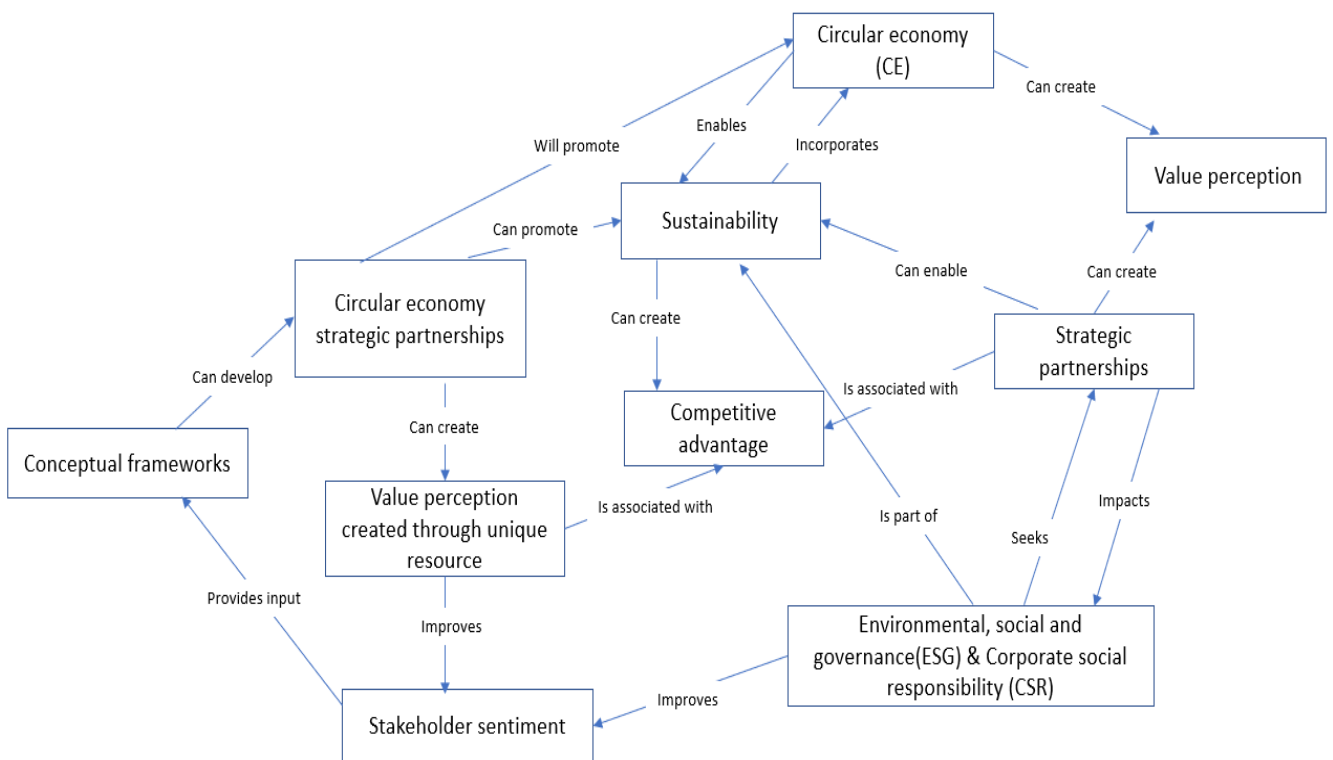 Circular economy
(CE)
Can create
Enables
Will promote
Incorporates
Value perception
Sustainability
Can promote
Can enable
Can create
Circular economy
strategic partnerships
Can create
Strategic
partnerships
Can develop
Is associated with
Competitive
advantage
Can create
Conceptual frameworks
Value perception
created through unique
resource
Is associated with
Impacts
Is part of
Seeks
Provides input
Improves
Environmental, social and
governance(ESG) & Corporate social
responsibility (CSR)
Improves
Stakeholder sentiment